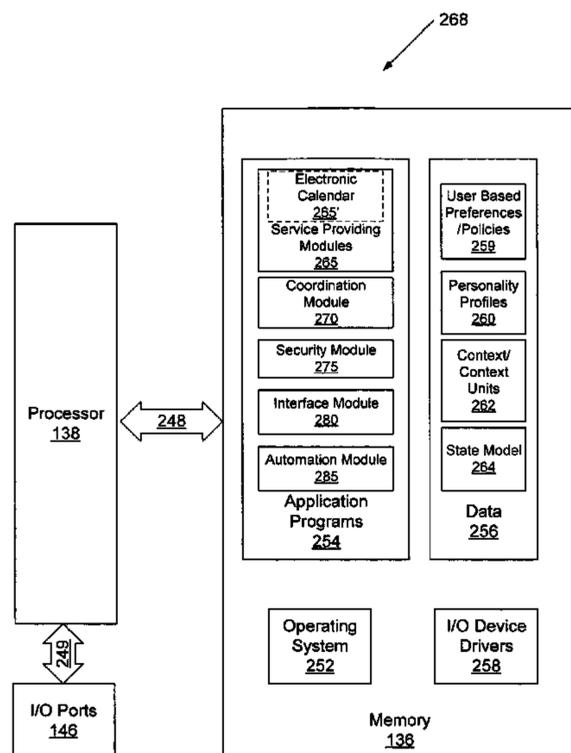 268
Electronic
Calendar
265'
Service Providing
Modules
265
Coordination
Module
270
Security Module
275
Interface Module
280
Automation Module
285
Application
Programs
254
User Based
Preferences
/Policies
259
Personality
Profiles
260
Context/
Context
Units
262
State Model
264
Data
256
Processor
138
248
249
I/O Ports
146
Operating
System
252
I/O Device
Drivers
258
Memory
136